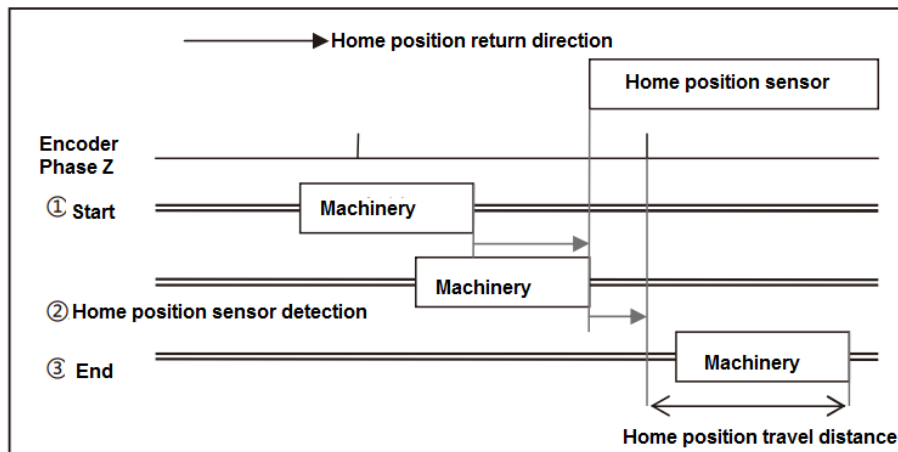 Home position return direction
Home position sensor
Encoder
Phase Z
① Start
Machinery
Machinery
② Home position sensor detection
③ End
Machinery
Home position travel distance